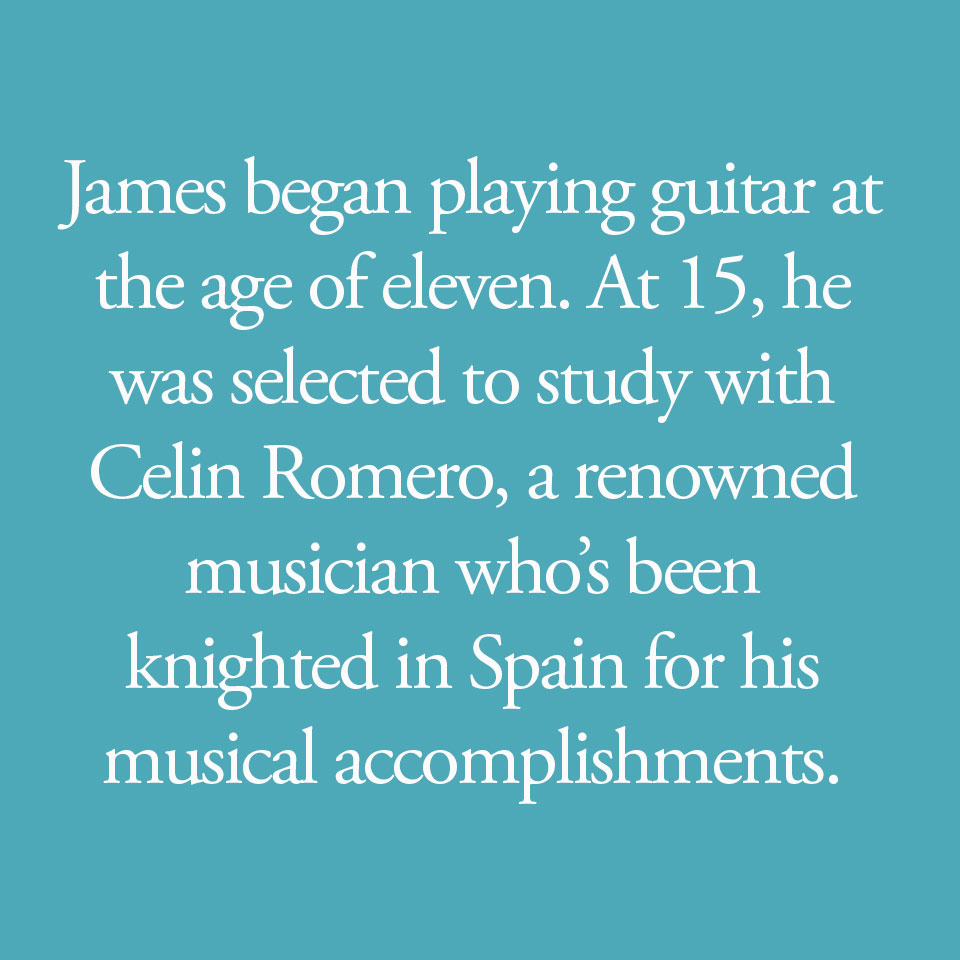 James began playing guitar at
the age of eleven. At 15, he
was selected to study with
Celin Romero, a renowned
musician who’s been
knighted in Spain for his
musical accomplishments.